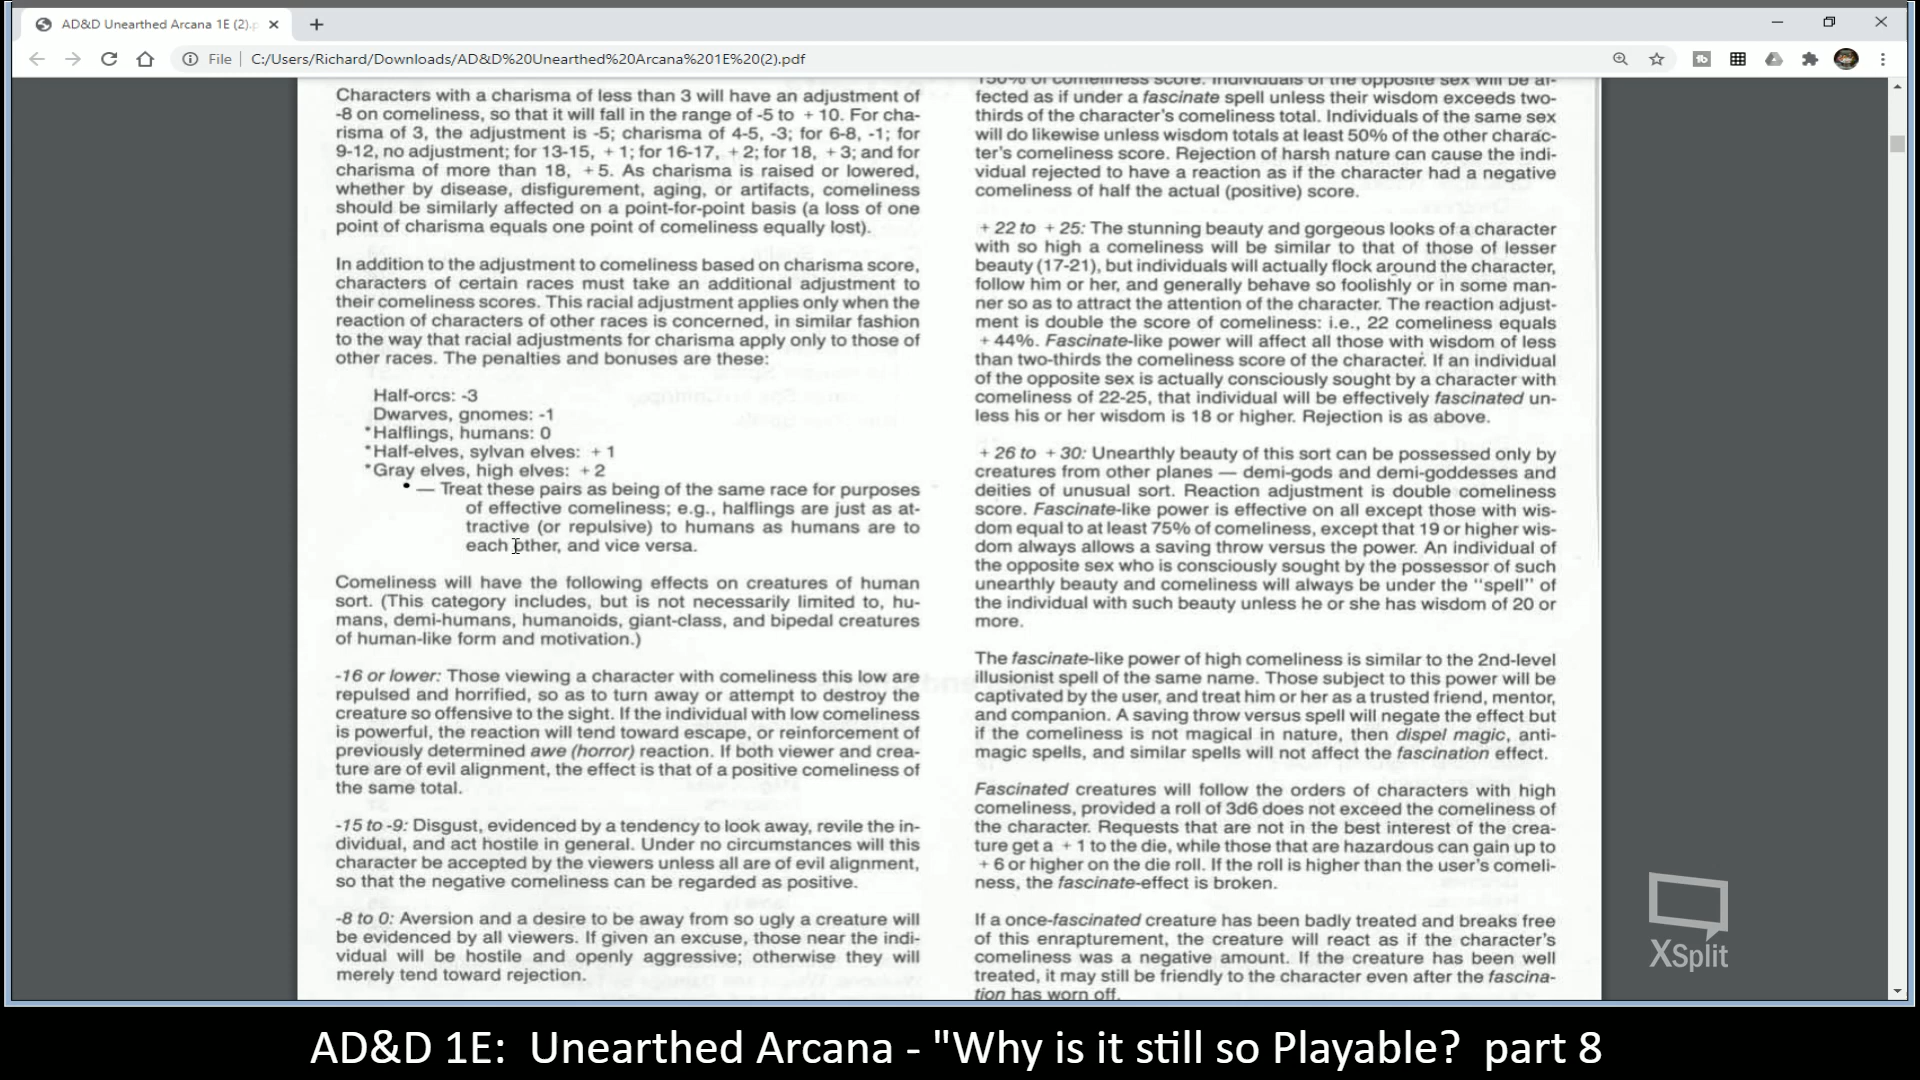 AD&D Unearthed Arcana 1E (2).p
File
C:/Users/Richard/Downloads/AD&D%20Unearthed%20Arcana%201E%20(2).pdf
Characters with a charisma of less than 3 will have an adjustment of
-8 on comeliness, so that it will fall in the range of -5 to +10. For cha-
risma of 3, the adjustment is -5; charisma of 4-5, -3; for 6-8, -1; for
9-12, no adjustment; for 13-15, +1; for 16-17, +2; for 18, +3; and for
charisma of more than 18, +5. As charisma is raised or lowered,
whether by disease, disfigurement, aging, or artifacts, comeliness
should be similarly affected on a point-for-point basis (a loss of one
point of charisma equals one point of comeliness equally lost).
In addition to the adjustment to comeliness based on charisma score,
characters of certain races must take an additional adjustment to
their comeliness scores. This racial adjustment applies only when the
reaction of characters of other races is concerned, in similar fashion
to the way that racial adjustments for charisma apply only to those of
other races. The penalties and bonuses are these:
Half-orcs: -3
Dwarves, gnomes: -1
*Halflings, humans: 0
*Half-elves, sylvan elves: +1
*Gray elves, high elves: +2
• — Treat these pairs as being of the same race for purposes
of effective comeliness; e.g., halflings are just as at-
tractive (or repulsive) to humans as humans are to
each other, and vice versa.
Comeliness will have the following effects on creatures of human
sort. (This category includes, but is not necessarily limited to, hu-
mans, demi-humans, humanoids, giant-class, and bipedal creatures
of human-like form and motivation.)
-16 or lower: Those viewing a character with comeliness this low are
repulsed and horrified, so as to turn away or attempt to destroy the
creature so offensive to the sight. If the individual with low comeliness
is powerful, the reaction will tend toward escape, or reinforcement of
previously determined awe (horror) reaction. If both viewer and crea-
ture are of evil alignment, the effect is that of a positive comeliness of
the same total.
-15 to -9: Disgust, evidenced by a tendency to look away, revile the in-
dividual, and act hostile in general. Under no circumstances will this
character be accepted by the viewers unless all are of evil alignment,
so that the negative comeliness can be regarded as positive.
-8 to 0: Aversion and a desire to be away from so ugly a creature will
be evidenced by all viewers. If given an excuse, those near the indi-
vidual will be hostile and openly aggressive; otherwise they will
merely tend toward rejection.
150% of comeliness score. Individuals of the opposite sex will be af-
fected as if under a fascinate spell unless their wisdom exceeds two-
thirds of the character's comeliness total. Individuals of the same sex
will do likewise unless wisdom totals at least 50% of the other charac-
ter's comeliness score. Rejection of harsh nature can cause the indi-
vidual rejected to have a reaction as if the character had a negative
comeliness of half the actual (positive) score.
+22 to +25: The stunning beauty and gorgeous looks of a character
with so high a comeliness will be similar to that of those of lesser
beauty (17-21), but individuals will actually flock around the character,
follow him or her, and generally behave so foolishly or in some man-
ner so as to attract the attention of the character. The reaction adjust-
ment is double the score of comeliness: i.e., 22 comeliness equals
+44%. Fascinate-like power will affect all those with wisdom of less
than two-thirds the comeliness score of the character. If an individual
of the opposite sex is actually consciously sought by a character with
comeliness of 22-25, that individual will be effectively fascinated un-
less his or her wisdom is 18 or higher. Rejection is as above.
+26 to +30: Unearthly beauty of this sort can be possessed only by
creatures from other planes — demi-gods and demi-goddesses and
deities of unusual sort. Reaction adjustment is double comeliness
score. Fascinate-like power is effective on all except those with wis-
dom equal to at least 75% of comeliness, except that 19 or higher wis-
dom always allows a saving throw versus the power. An individual of
the opposite sex who is consciously sought by the possessor of such
unearthly beauty and comeliness will always be under the "spell" of
the individual with such beauty unless he or she has wisdom of 20 or
more.
The fascinate-like power of high comeliness is similar to the 2nd-level
illusionist spell of the same name. Those subject to this power will be
captivated by the user, and treat him or her as a trusted friend, mentor,
and companion. A saving throw versus spell will negate the effect but
if the comeliness is not magical in nature, then dispel magic, anti-
magic spells, and similar spells will not affect the fascination effect.
Fascinated creatures will follow the orders of characters with high
comeliness, provided a roll of 3d6 does not exceed the comeliness of
the character. Requests that are not in the best interest of the crea-
ture get a +1 to the die, while those that are hazardous can gain up to
+6 or higher on the die roll. If the roll is higher than the user's comeli-
ness, the fascinate-effect is broken.
If a once-fascinated creature has been badly treated and breaks free
of this enrapturement, the creature will react as if the character's
comeliness was a negative amount. If the creature has been well
treated, it may still be friendly to the character even after the fascina-
tion has worn off.
XSplit
AD&D 1E: Unearthed Arcana - "Why is it still so Playable? part 8